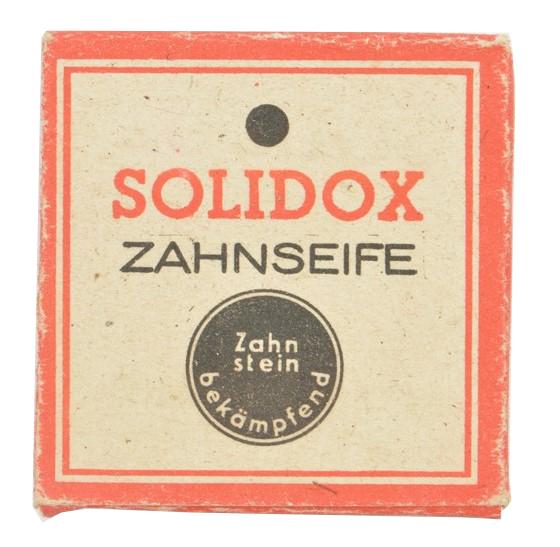 SOLIDOX
ZAHNSEIFE
Zahn
stein
bekämpfend